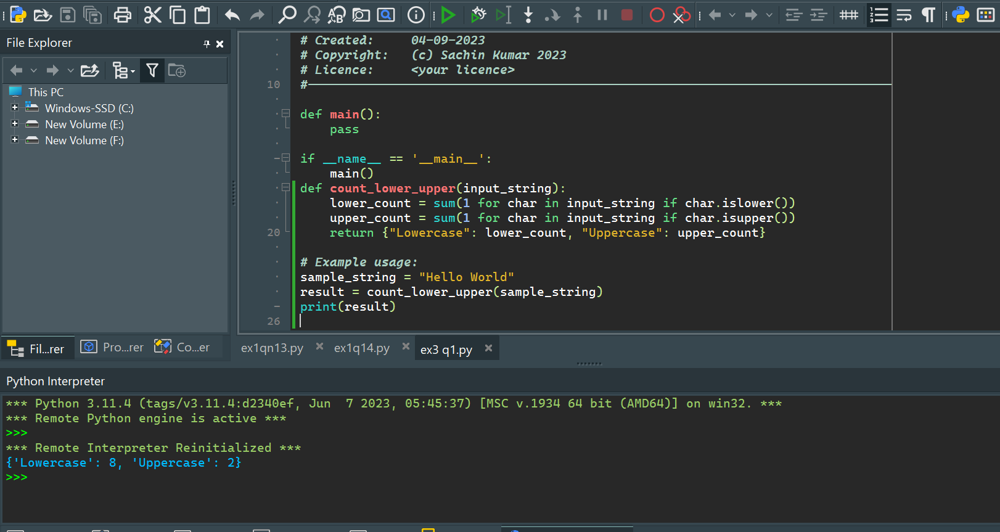 File Explorer
This PC
Windows-SSD (C:)
New Volume (E:)
New Volume (F:)
Fil...rer
Pro...rer
Co...er
# Created:     04-09-2023
# Copyright:   (c) Sachin Kumar 2023
# Licence:     <your licence>
10 #
def main():
    pass
if __name__ == '__main__':
    main()
def count_lower_upper(input_string):
    lower_count = sum(1 for char in input_string if char.islower())
    upper_count = sum(1 for char in input_string if char.isupper())
20     return {"Lowercase": lower_count, "Uppercase": upper_count}
# Example usage:
sample_string = "Hello World"
result = count_lower_upper(sample_string)
print(result)
26
ex1qn13.py
ex1q14.py
ex3 q1.py
Python Interpreter
*** Python 3.11.4 (tags/v3.11.4:d2340ef, Jun  7 2023, 05:45:37) [MSC v.1934 64 bit (AMD64)] on win32. ***
*** Remote Python engine is active ***
>>>
*** Remote Interpreter Reinitialized ***
{'Lowercase': 8, 'Uppercase': 2}
>>>